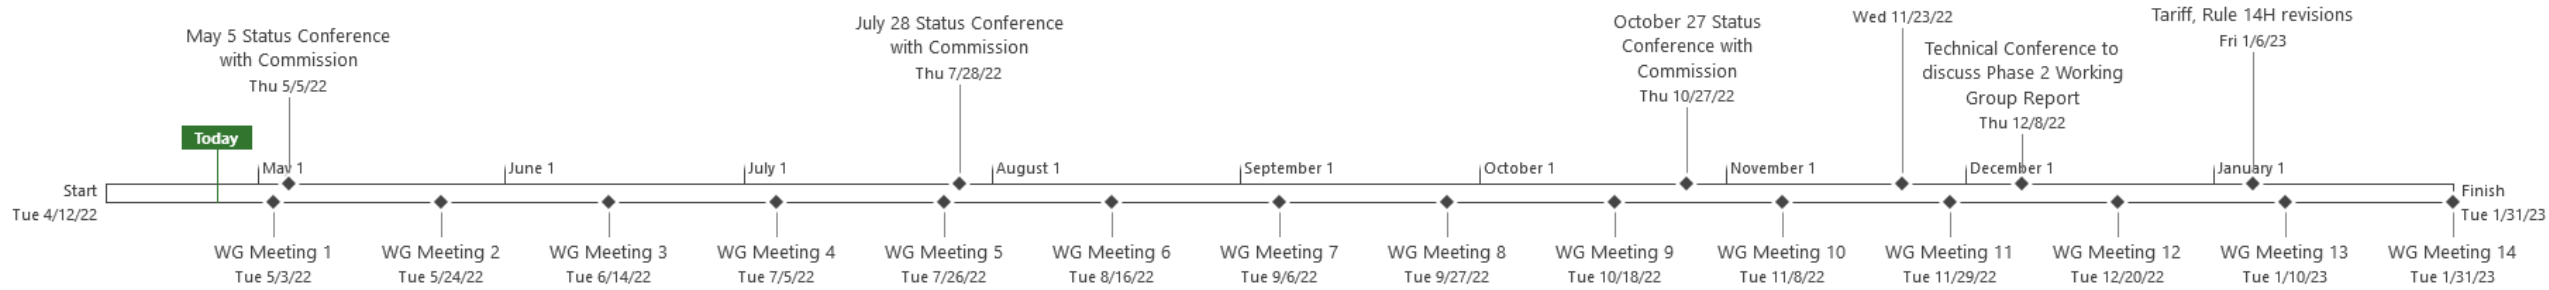 May 5 Status Conference
with Commission
Thu 5/5/22
July 28 Status Conference
with Commission
Thu 7/28/22
October 27 Status
Conference with
Commission
Thu 10/27/22
Wed 11/23/22
Technical Conference to
discuss Phase 2 Working
Group Report
Thu 12/8/22
Tariff, Rule 14H revisions
Fri 1/6/23
Today
May 1
June 1
July 1
August 1
September 1
October 1
November 1
December 1
January 1
Start
Tue 4/12/22
Finish
Tue 1/31/23
WG Meeting 1
Tue 5/3/22
WG Meeting 2
Tue 5/24/22
WG Meeting 3
Tue 6/14/22
WG Meeting 4
Tue 7/5/22
WG Meeting 5
Tue 7/26/22
WG Meeting 6
Tue 8/16/22
WG Meeting 7
Tue 9/6/22
WG Meeting 8
Tue 9/27/22
WG Meeting 9
Tue 10/18/22
WG Meeting 10
Tue 11/8/22
WG Meeting 11
Tue 11/29/22
WG Meeting 12
Tue 12/20/22
WG Meeting 13
Tue 1/10/23
WG Meeting 14
Tue 1/31/23